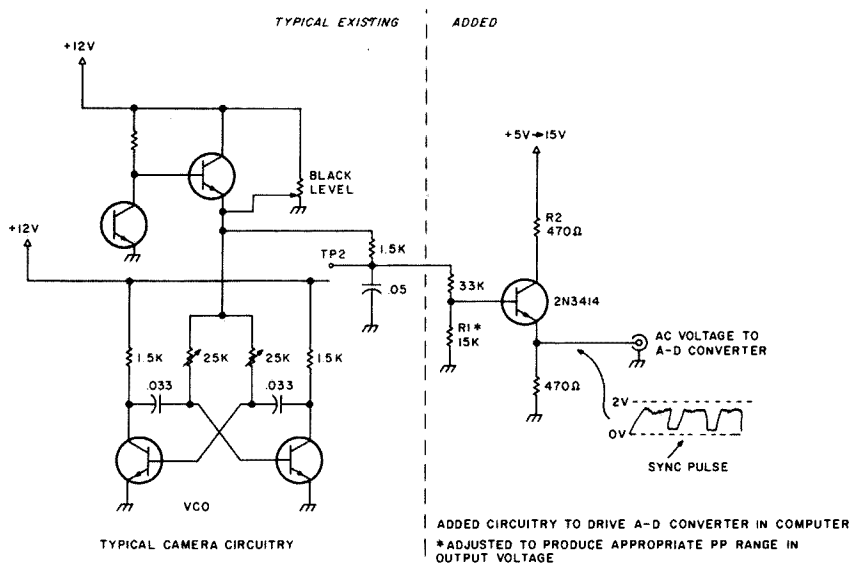 TYPICAL EXISTING
ADDED
+12V
BLACK
LEVEL
+12V
TP2
1.5K
.05
1.5K
25K
25K
1.5K
.033
.033
VCO
TYPICAL CAMERA CIRCUITRY
+5V→15V
R2
470Ω
33K
2N3414
R1*
15K
AC VOLTAGE TO
A-D CONVERTER
470Ω
2V
0V
SYNC PULSE
ADDED CIRCUITRY TO DRIVE A-D CONVERTER IN COMPUTER
*ADJUSTED TO PRODUCE APPROPRIATE PP RANGE IN
OUTPUT VOLTAGE